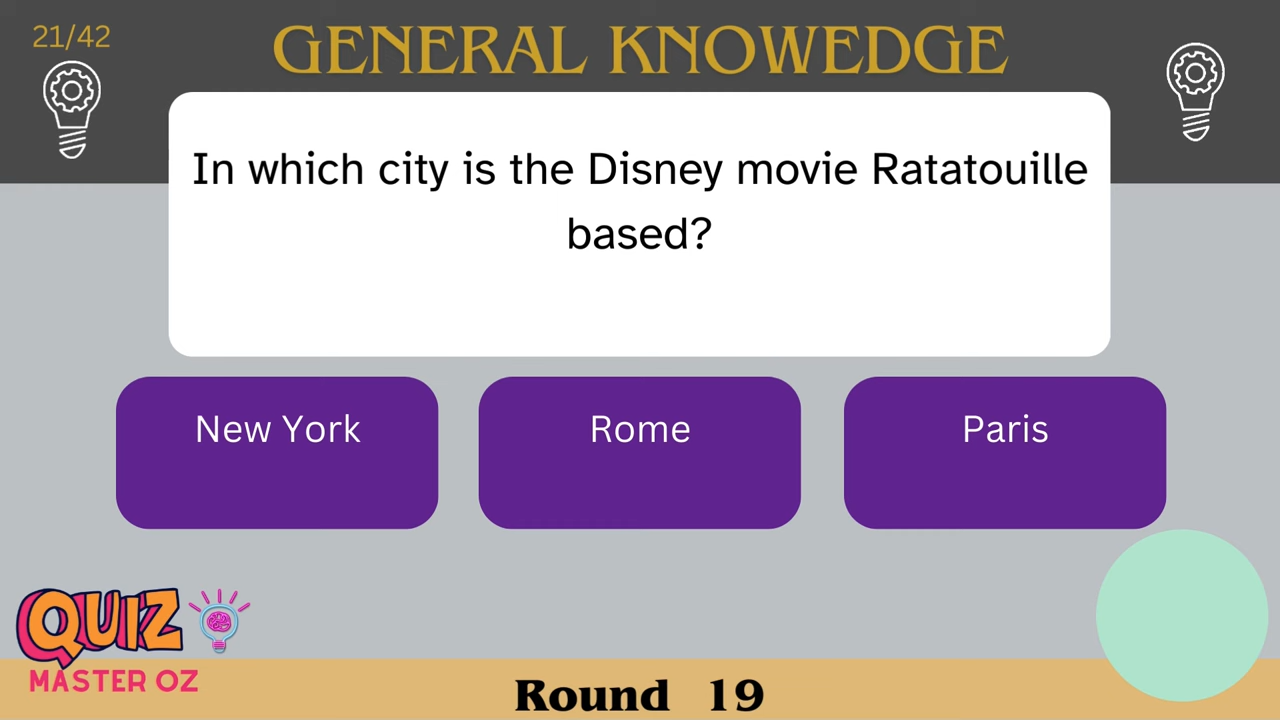 21/42
GENERAL KNOWEDGE
In which city is the Disney movie Ratatouille
based?
New York
Rome
Paris
QUIZ
MASTER OZ
Round 19